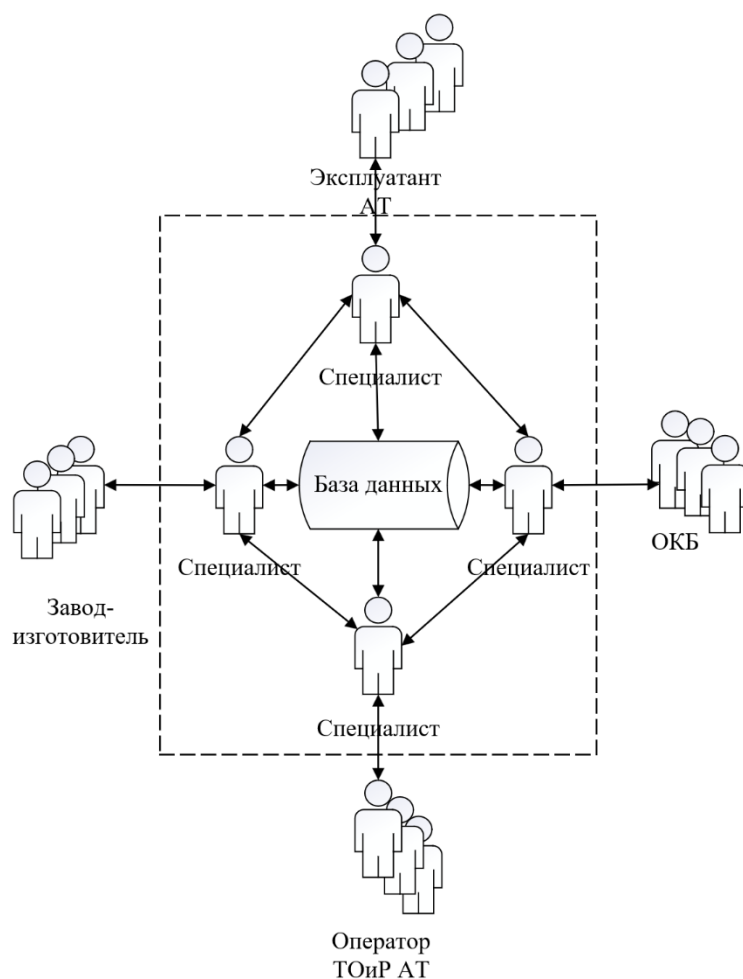 Эксплуатант
АТ
Специалист
База данных
ОКБ
Специалист
Специалист
Завод-
изготовитель
Специалист
Оператор
ТОиР АТ